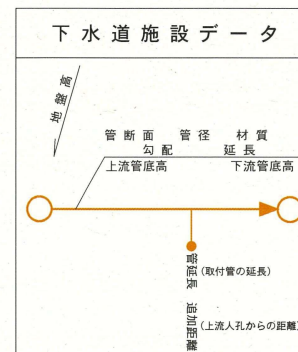 下水道施設データ
地盤高
管断面 管径 材質
勾配 延長
上流管底高 下流管底高
管延長 (取付管の延長)
追加距離 (上流人孔からの距離)